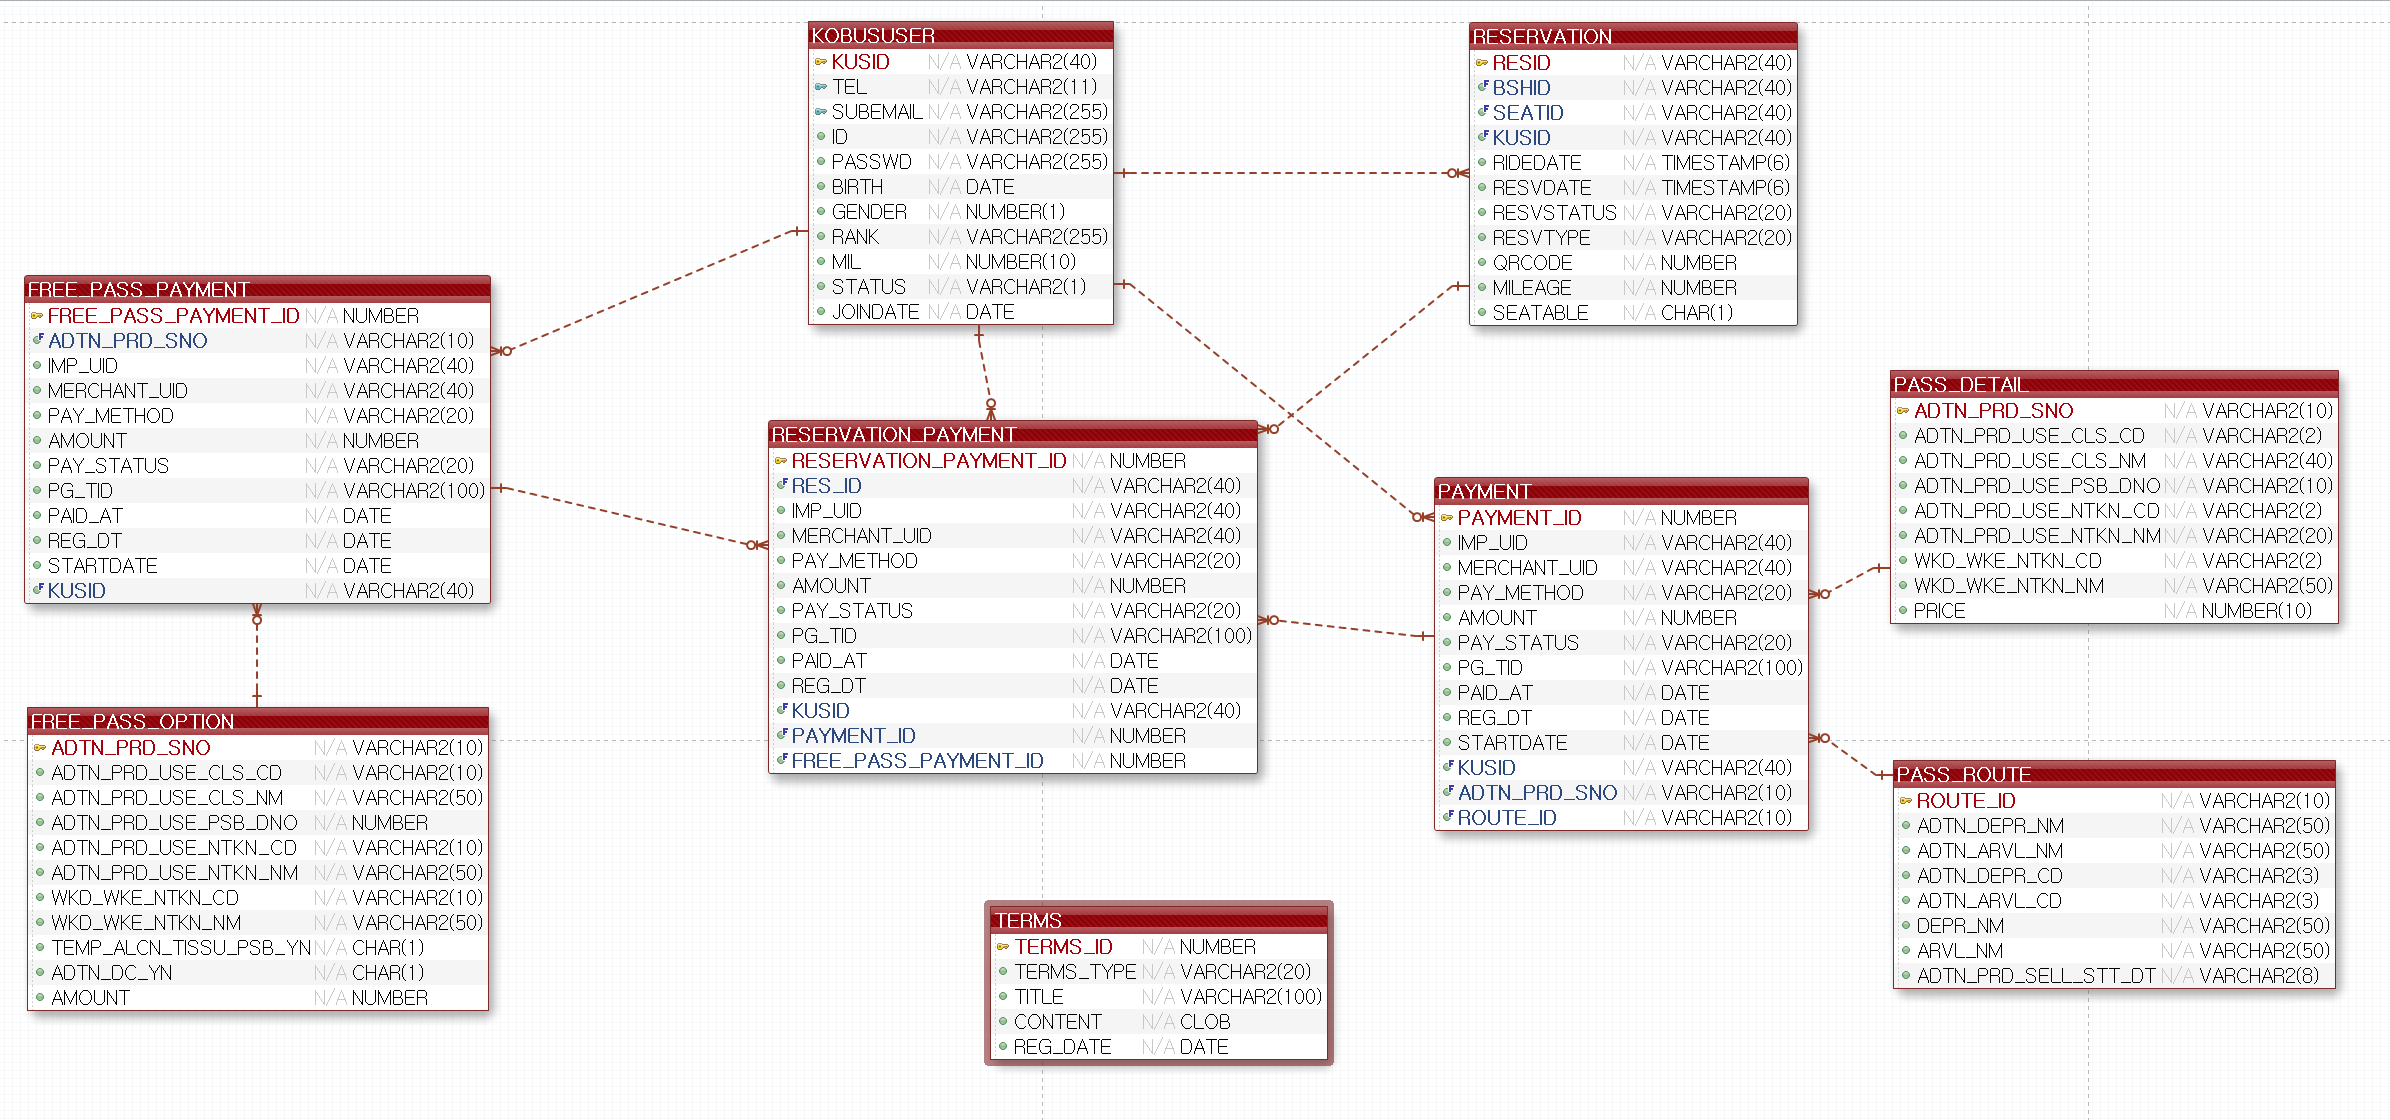 KOBUSUSER
KUSID N/A VARCHAR2(40)
TEL N/A VARCHAR2(11)
SUBEMAIL N/A VARCHAR2(255)
ID N/A VARCHAR2(255)
PASSWD N/A VARCHAR2(255)
BIRTH N/A DATE
GENDER N/A NUMBER(1)
RANK N/A VARCHAR2(255)
MIL N/A NUMBER(10)
STATUS N/A VARCHAR2(1)
JOINDATE N/A DATE
RESERVATION
RESID N/A VARCHAR2(40)
BSHID N/A VARCHAR2(40)
SEATID N/A VARCHAR2(40)
KUSID N/A VARCHAR2(40)
RIDEDATE N/A TIMESTAMP(6)
RESVDATE N/A TIMESTAMP(6)
RESVSTATUS N/A VARCHAR2(20)
RESVTYPE N/A VARCHAR2(20)
QRCODE N/A NUMBER
MILEAGE N/A NUMBER
SEATABLE N/A CHAR(1)
FREE_PASS_PAYMENT
FREE_PASS_PAYMENT_ID N/A NUMBER
ADTN_PRD_SNO N/A VARCHAR2(10)
IMP_UID N/A VARCHAR2(40)
MERCHANT_UID N/A VARCHAR2(40)
PAY_METHOD N/A VARCHAR2(20)
AMOUNT N/A NUMBER
PAY_STATUS N/A VARCHAR2(20)
PG_TID N/A VARCHAR2(100)
PAID_AT N/A DATE
REG_DT N/A DATE
STARTDATE N/A DATE
KUSID N/A VARCHAR2(40)
RESERVATION_PAYMENT
RESERVATION_PAYMENT_ID N/A NUMBER
RES_ID N/A VARCHAR2(40)
IMP_UID N/A VARCHAR2(40)
MERCHANT_UID N/A VARCHAR2(40)
PAY_METHOD N/A VARCHAR2(20)
AMOUNT N/A NUMBER
PAY_STATUS N/A VARCHAR2(20)
PG_TID N/A VARCHAR2(100)
PAID_AT N/A DATE
REG_DT N/A DATE
KUSID N/A VARCHAR2(40)
PAYMENT_ID N/A NUMBER
FREE_PASS_PAYMENT_ID N/A NUMBER
PASS_DETAIL
ADTN_PRD_SNO N/A VARCHAR2(10)
ADTN_PRD_USE_CLS_CD N/A VARCHAR2(2)
ADTN_PRD_USE_CLS_NM N/A VARCHAR2(40)
ADTN_PRD_USE_PSB_DNO N/A VARCHAR2(10)
ADTN_PRD_USE_NTKN_CD N/A VARCHAR2(2)
ADTN_PRD_USE_NTKN_NM N/A VARCHAR2(20)
WKD_WKE_NTKN_CD N/A VARCHAR2(2)
WKD_WKE_NTKN_NM N/A VARCHAR2(50)
PRICE N/A NUMBER(10)
PAYMENT
PAYMENT_ID N/A NUMBER
IMP_UID N/A VARCHAR2(40)
MERCHANT_UID N/A VARCHAR2(40)
PAY_METHOD N/A VARCHAR2(20)
AMOUNT N/A NUMBER
PAY_STATUS N/A VARCHAR2(20)
PG_TID N/A VARCHAR2(100)
PAID_AT N/A DATE
REG_DT N/A DATE
STARTDATE N/A DATE
KUSID N/A VARCHAR2(40)
ADTN_PRD_SNO N/A VARCHAR2(10)
ROUTE_ID N/A VARCHAR2(10)
FREE_PASS_OPTION
ADTN_PRD_SNO N/A VARCHAR2(10)
ADTN_PRD_USE_CLS_CD N/A VARCHAR2(10)
ADTN_PRD_USE_CLS_NM N/A VARCHAR2(50)
ADTN_PRD_USE_PSB_DNO N/A NUMBER
ADTN_PRD_USE_NTKN_CD N/A VARCHAR2(10)
ADTN_PRD_USE_NTKN_NM N/A VARCHAR2(50)
WKD_WKE_NTKN_CD N/A VARCHAR2(10)
WKD_WKE_NTKN_NM N/A VARCHAR2(50)
TEMP_ALCN_TISSU_PSB_YN N/A CHAR(1)
ADTN_DC_YN N/A CHAR(1)
AMOUNT N/A NUMBER
PASS_ROUTE
ROUTE_ID N/A VARCHAR2(10)
ADTN_DEPR_NM N/A VARCHAR2(50)
ADTN_ARVL_NM N/A VARCHAR2(50)
ADTN_DEPR_CD N/A VARCHAR2(3)
ADTN_ARVL_CD N/A VARCHAR2(3)
DEPR_NM N/A VARCHAR2(50)
ARVL_NM N/A VARCHAR2(50)
ADTN_PRD_SELL_STT_DT N/A VARCHAR2(8)
TERMS
TERMS_ID N/A NUMBER
TERMS_TYPE N/A VARCHAR2(20)
TITLE N/A VARCHAR2(100)
CONTENT N/A CLOB
REG_DATE N/A DATE